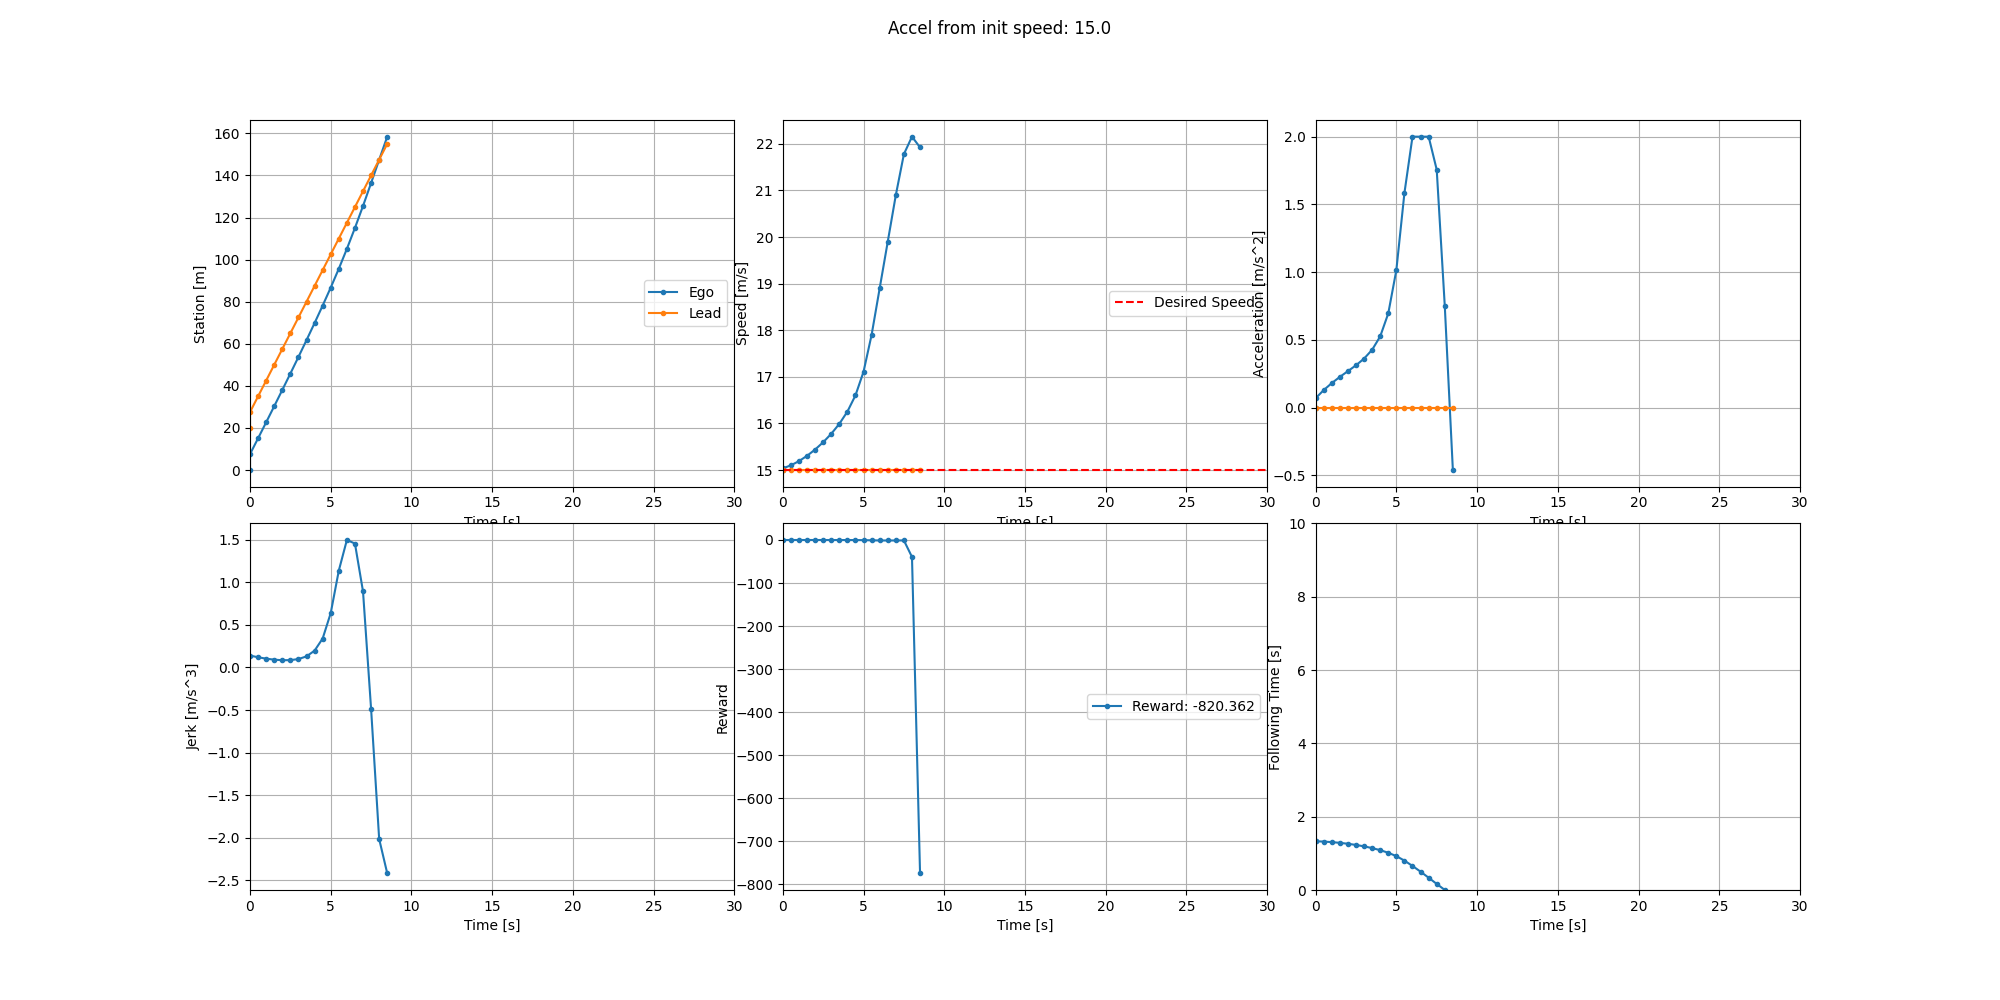 Accel from init speed: 15.0
Station [m]
160
140
120
100
80
60
40
20
0
Ego
Lead
0 5 10 15 20 25 30
Time [s]
Speed [m/s]
22
21
20
19
18
17
16
15
Desired Speed
0 5 10 15 20 25 30
Time [s]
Acceleration [m/s^2]
2.0
1.5
1.0
0.5
0.0
−0.5
0 5 10 15 20 25 30
Time [s]
Jerk [m/s^3]
1.5
1.0
0.5
0.0
−0.5
−1.0
−1.5
−2.0
−2.5
0 5 10 15 20 25 30
Time [s]
Reward
0
−100
−200
−300
−400
−500
−600
−700
−800
Reward: -820.362
0 5 10 15 20 25 30
Time [s]
Following Time [s]
10
8
6
4
2
0
0 5 10 15 20 25 30
Time [s]